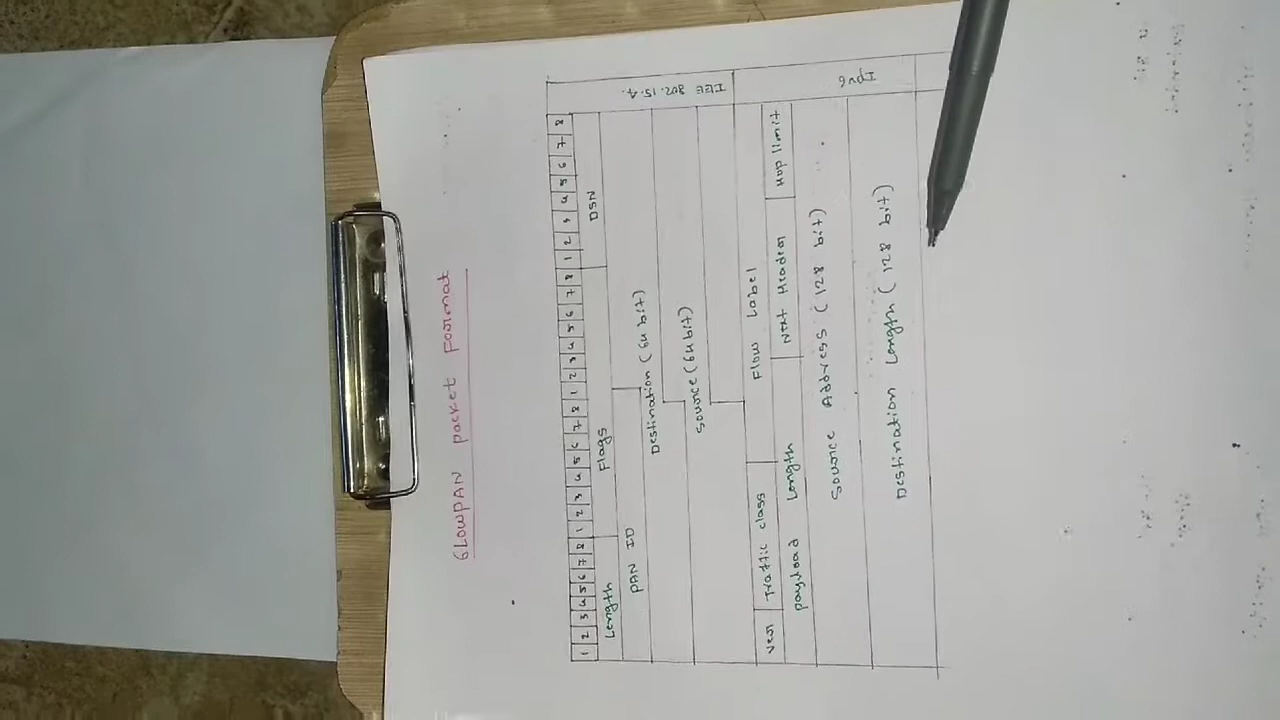 6LOWPAN packet Format
1 2 3 4 5 6 7 8 1 2 3 4 5 6 7 8 1 2 3 4 5 6 7 8 1 2 3 4 5 6 7 8
Length Flags DSN
PAN ID
Destination (64 bit)
Source (64 bit)
IEE 802.15.4.
Ver Traffic class Flow Label
payload Length Next Header Hop limit
Source Address (128 bit)
Destination Length (128 bit)
IPv6